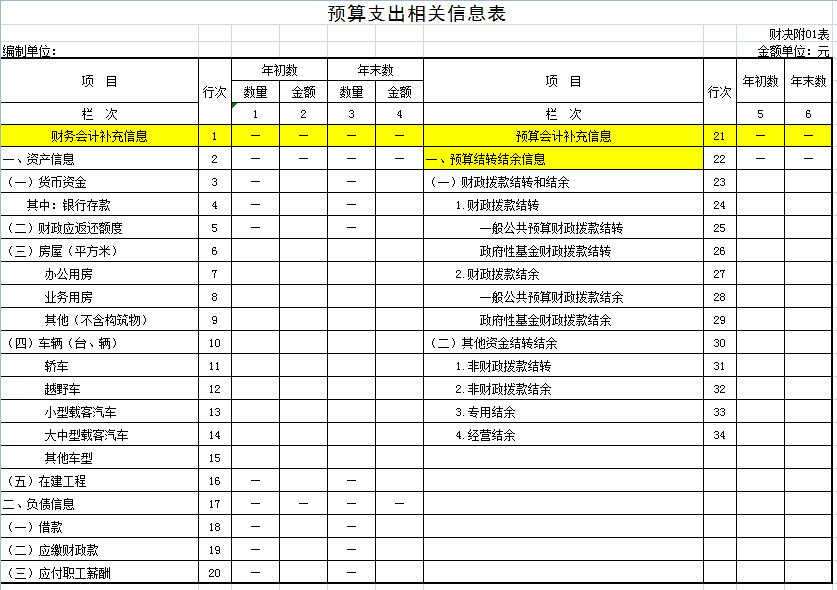 预算支出相关信息表
财决附01表
编制单位： 金额单位：元
项 目 行次 年初数 年末数 项 目 行次 年初数 年末数
数量 金额 数量 金额
栏 次 1 2 3 4 栏 次 5 6
财务会计补充信息 1 — — — — 预算会计补充信息 21 — —
一、资产信息 2 — — — — 一、预算结转结余信息 22 — —
（一）货币资金 3 — — （一）财政拨款结转和结余 23
其中：银行存款 4 — — 1.财政拨款结转 24
（二）财政应返还额度 5 — — 一般公共预算财政拨款结转 25
（三）房屋（平方米） 6 政府性基金财政拨款结转 26
办公用房 7 2.财政拨款结余 27
业务用房 8 一般公共预算财政拨款结余 28
其他（不含构筑物） 9 政府性基金财政拨款结余 29
（四）车辆（台、辆） 10 （二）其他资金结转结余 30
轿车 11 1.非财政拨款结转 31
越野车 12 2.非财政拨款结余 32
小型载客汽车 13 3.专用结余 33
大中型载客汽车 14 4.经营结余 34
其他车型 15
（五）在建工程 16 — —
二、负债信息 17 — — — —
（一）借款 18 — —
（二）应缴财政款 19 — —
（三）应付职工薪酬 20 — —